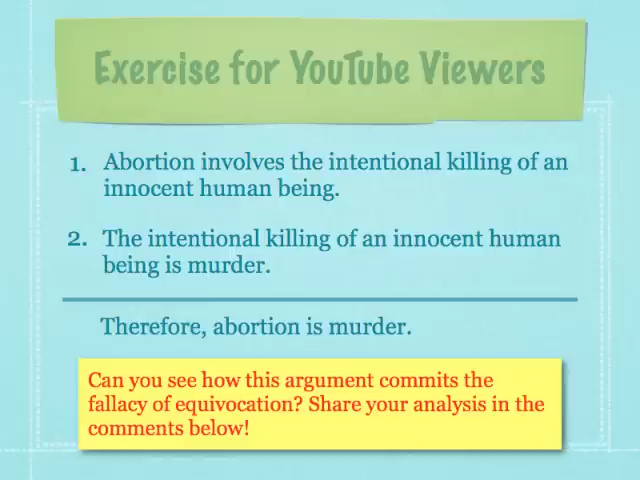 Exercise for YouTube Viewers
1. Abortion involves the intentional killing of an
innocent human being.
2. The intentional killing of an innocent human
being is murder.
Therefore, abortion is murder.
Can you see how this argument commits the
fallacy of equivocation? Share your analysis in the
comments below!